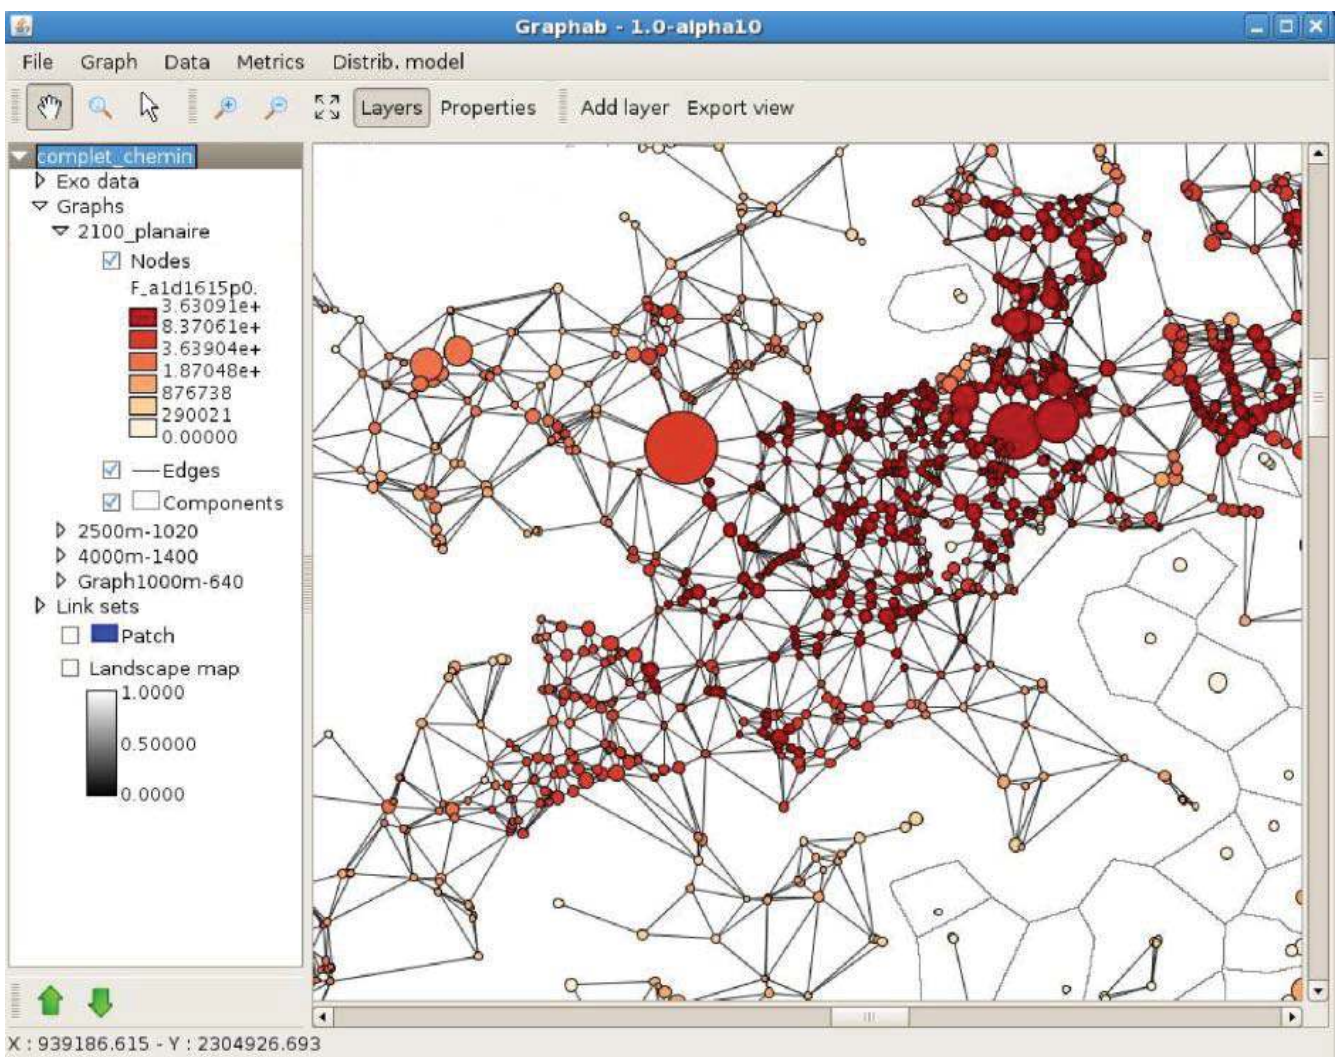 Graphab - 1.0-alpha10
File Graph Data Metrics Distrib. model
Layers Properties Add layer Export view
complet_chemin
Exo data
Graphs
2100_planaire
Nodes
F_a1d1615p0.
3.63091e+
8.37061e+
3.63904e+
1.87048e+
876738
290021
0.00000
Edges
Components
2500m-1020
4000m-1400
Graph1000m-640
Link sets
Patch
Landscape map
1.0000
0.50000
0.0000
X : 939186.615 - Y : 2304926.693